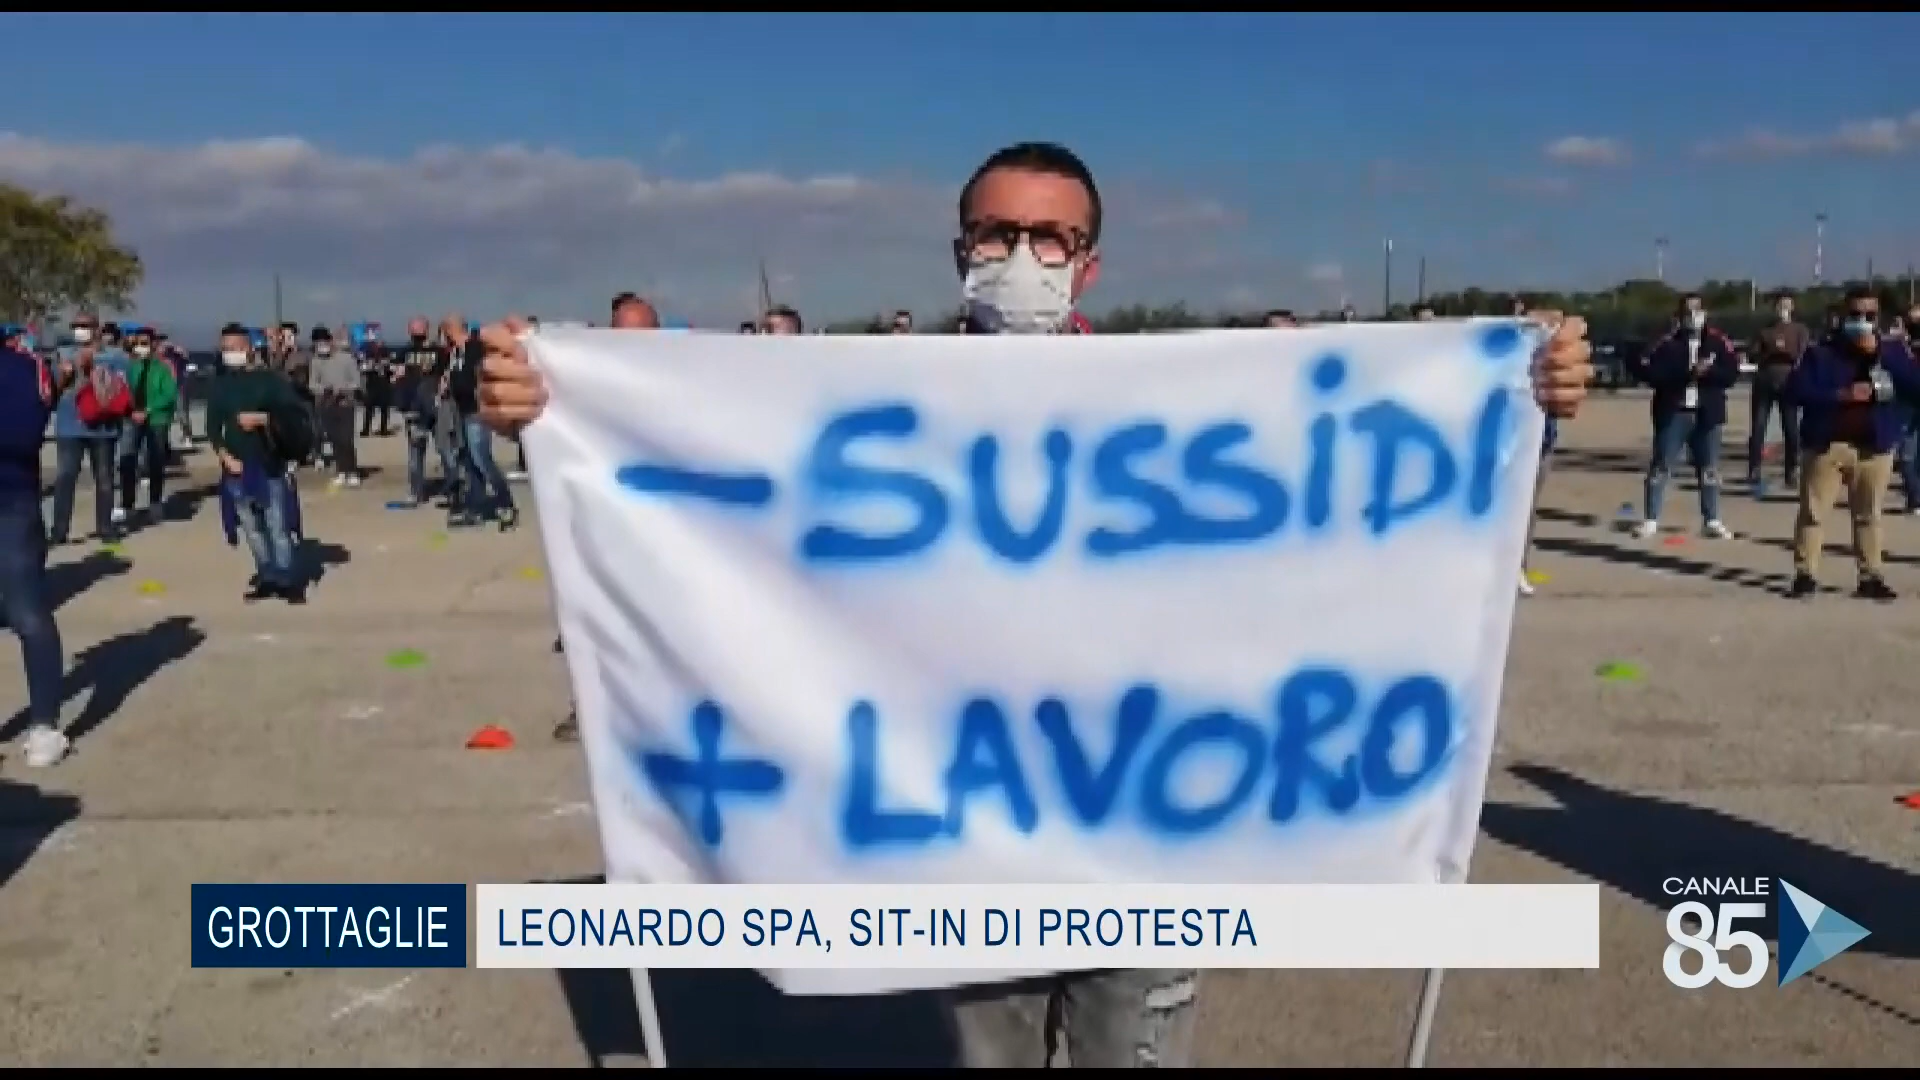 - SUSSiDi
+ LAVORO
GROTTAGLIE
LEONARDO SPA, SIT-IN DI PROTESTA
CANALE
85